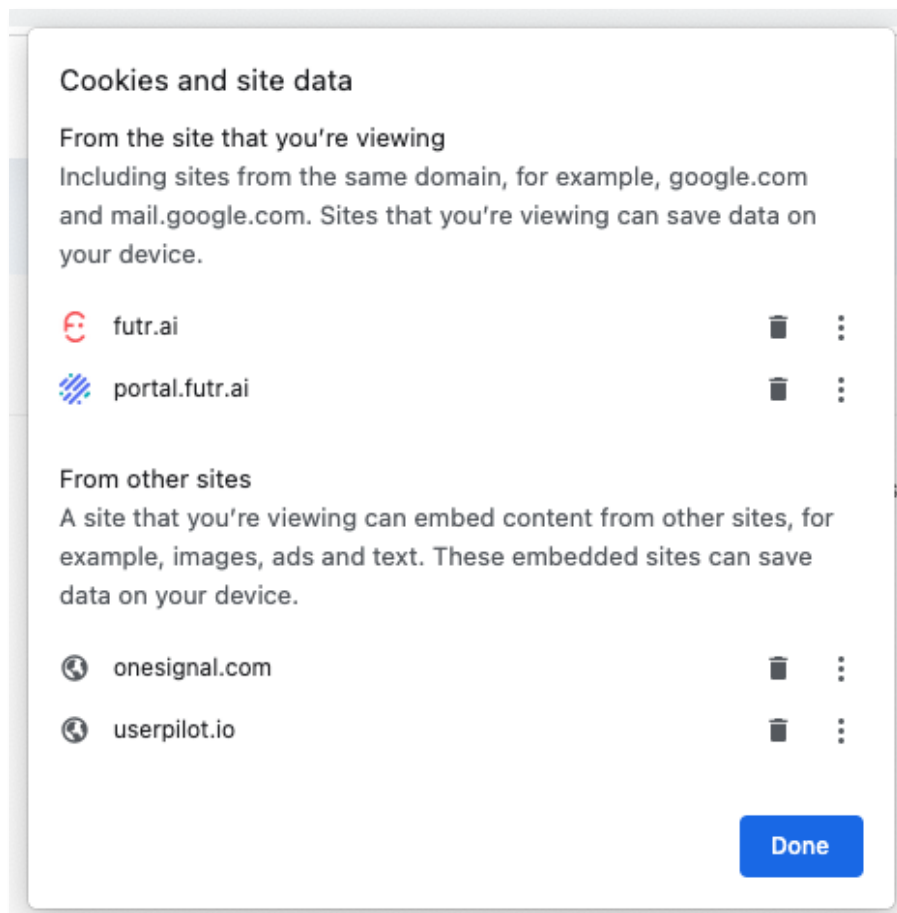 Cookies and site data
From the site that you're viewing
Including sites from the same domain, for example, google.com
and mail.google.com. Sites that you're viewing can save data on
your device.
futr.ai
portal.futr.ai
From other sites
A site that you're viewing can embed content from other sites, for
example, images, ads and text. These embedded sites can save
data on your device.
onesignal.com
userpilot.io
Done